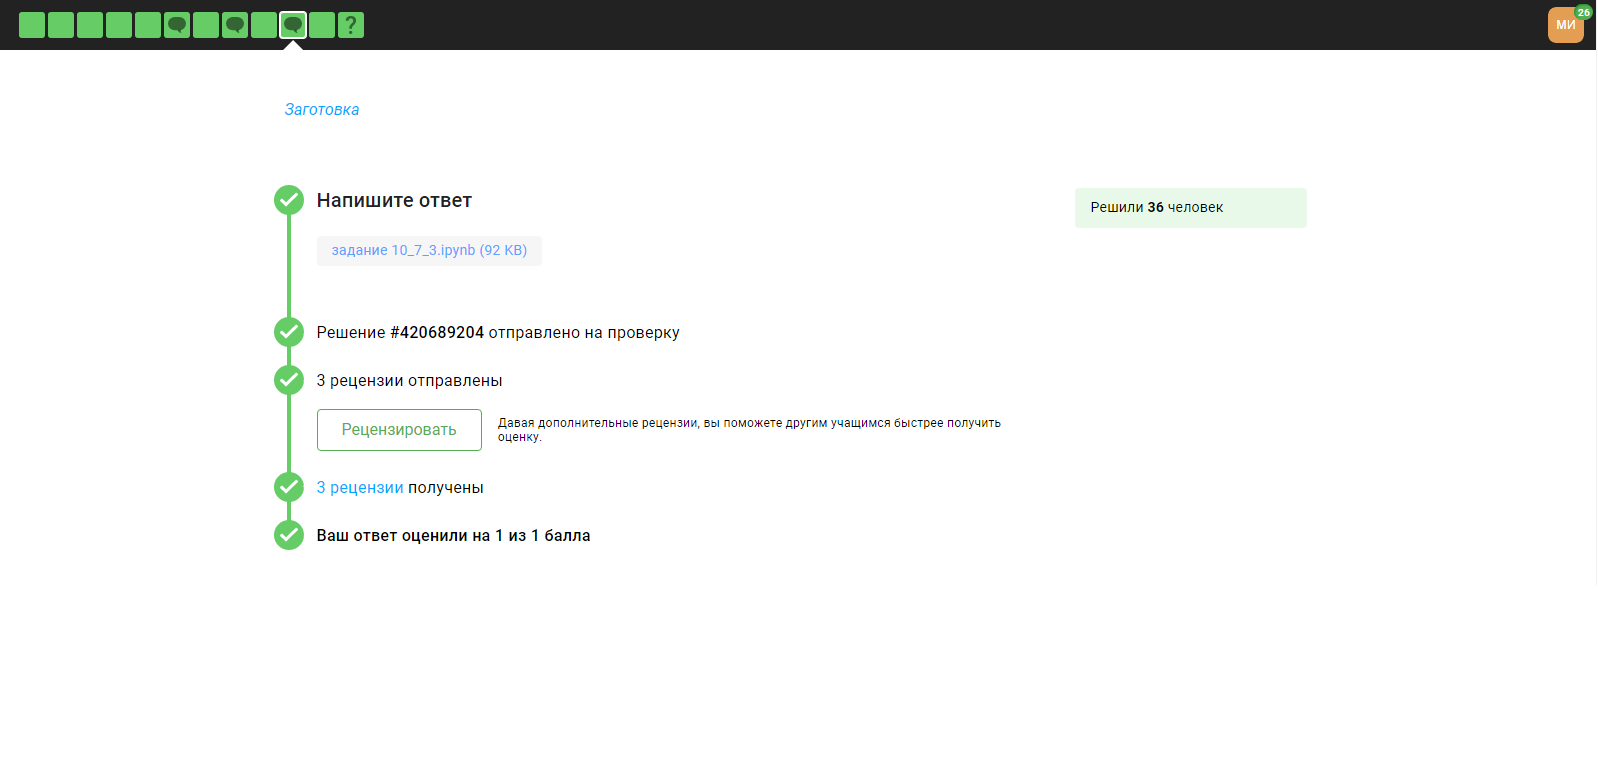 ?
МИ
26
Заготовка
Напишите ответ
Решили 36 человек
задание 10_7_3.ipynb (92 KB)
Решение #420689204 отправлено на проверку
3 рецензии отправлены
Рецензировать
Давая дополнительные рецензии, вы поможете другим учащимся быстрее получить
оценку.
3 рецензии получены
Ваш ответ оценили на 1 из 1 балла